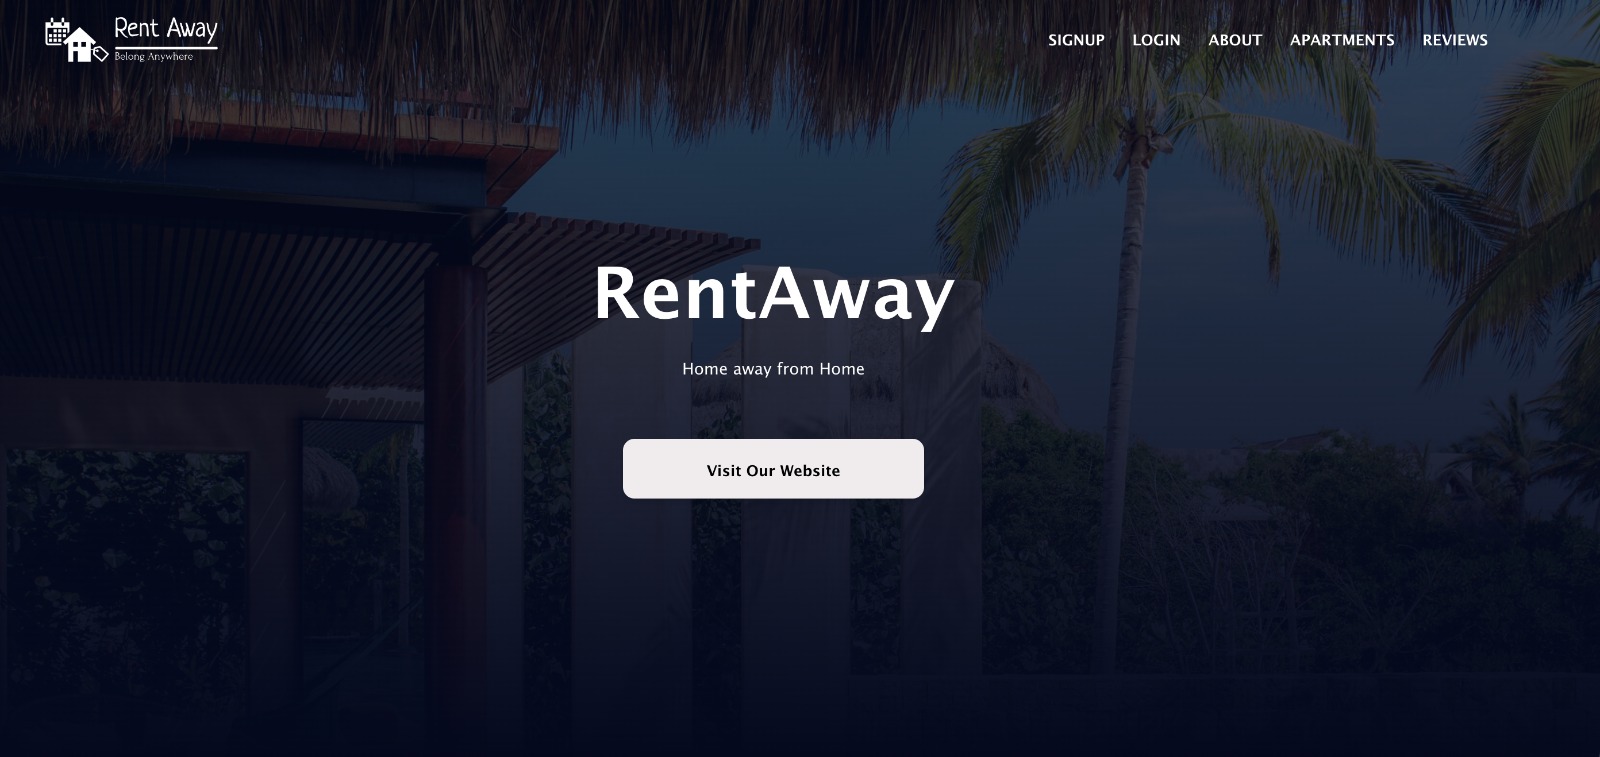 Rent Away
Belong Anywhere
SIGNUP LOGIN ABOUT APARTMENTS REVIEWS
RentAway
Home away from Home
Visit Our Website